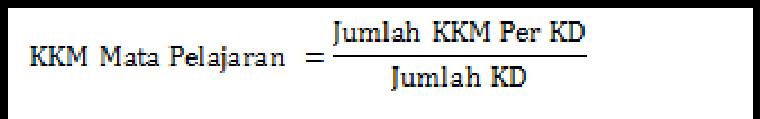 Jumlah KKM Per KD
KKM Mata Pelajaran =
Jumlah KD